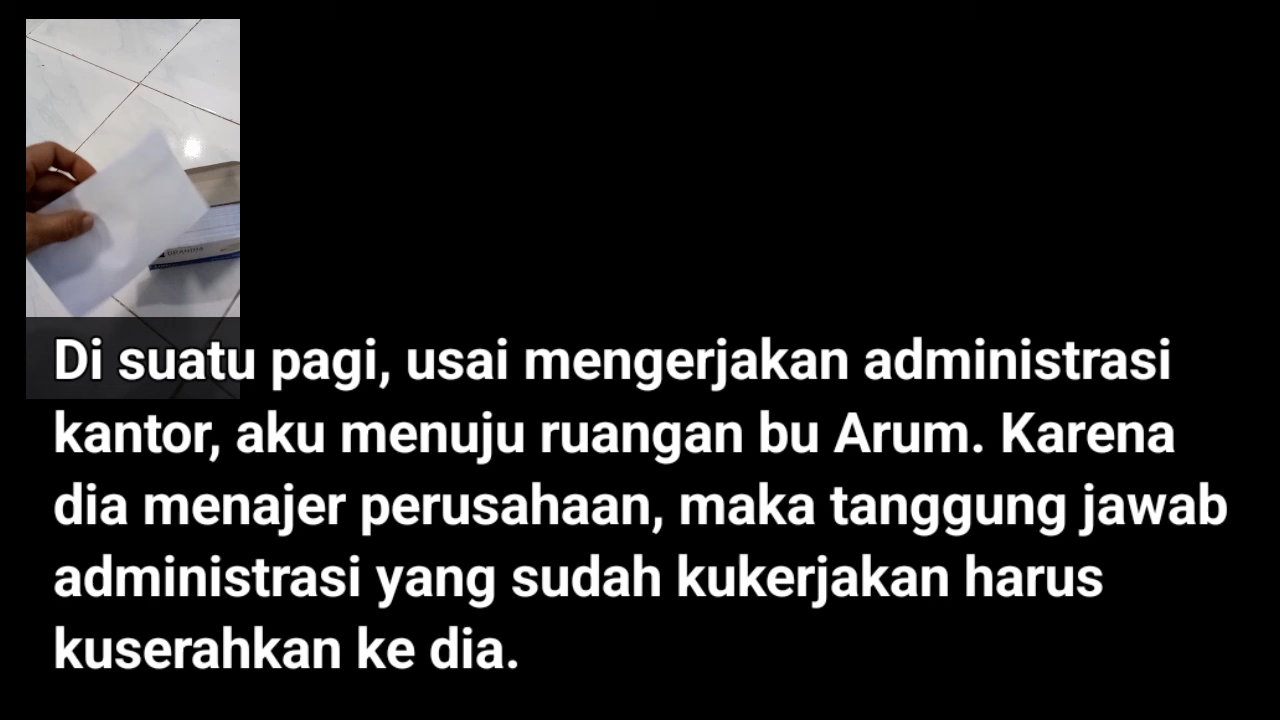 Di suatu pagi, usai mengerjakan administrasi
kantor, aku menuju ruangan bu Arum. Karena
dia menajer perusahaan, maka tanggung jawab
administrasi yang sudah kukerjakan harus
kuserahkan ke dia.